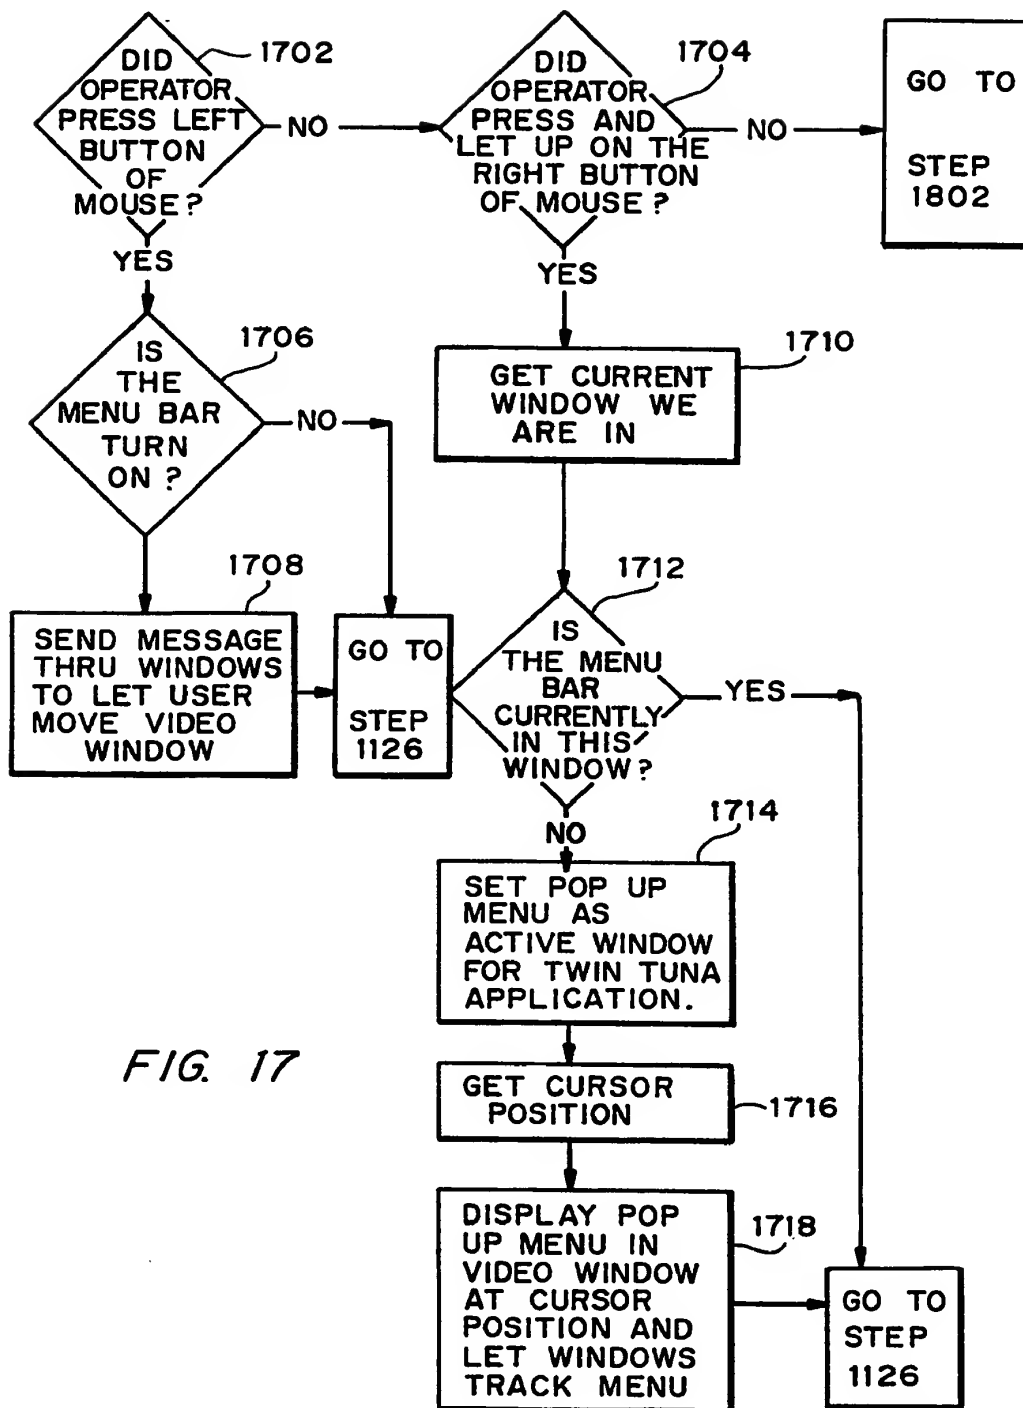 1702
DID
OPERATOR
PRESS LEFT
BUTTON
OF
MOUSE?
NO
YES
1704
DID
OPERATOR
PRESS AND
LET UP ON THE
RIGHT BUTTON
OF MOUSE?
NO
YES
GO TO
STEP
1802
1706
IS
THE
MENU BAR
TURN
ON?
NO
1710
GET CURRENT
WINDOW WE
ARE IN
1708
SEND MESSAGE
THRU WINDOWS
TO LET USER
MOVE VIDEO
WINDOW
GO TO
STEP
1126
1712
IS
THE MENU
BAR
CURRENTLY
IN THIS
WINDOW?
YES
NO
1714
SET POP UP
MENU AS
ACTIVE WINDOW
FOR TWIN TUNA
APPLICATION.
GET CURSOR
POSITION
1716
DISPLAY POP
UP MENU IN
VIDEO WINDOW
AT CURSOR
POSITION AND
LET WINDOWS
TRACK MENU
1718
GO TO
STEP
1126
FIG. 17